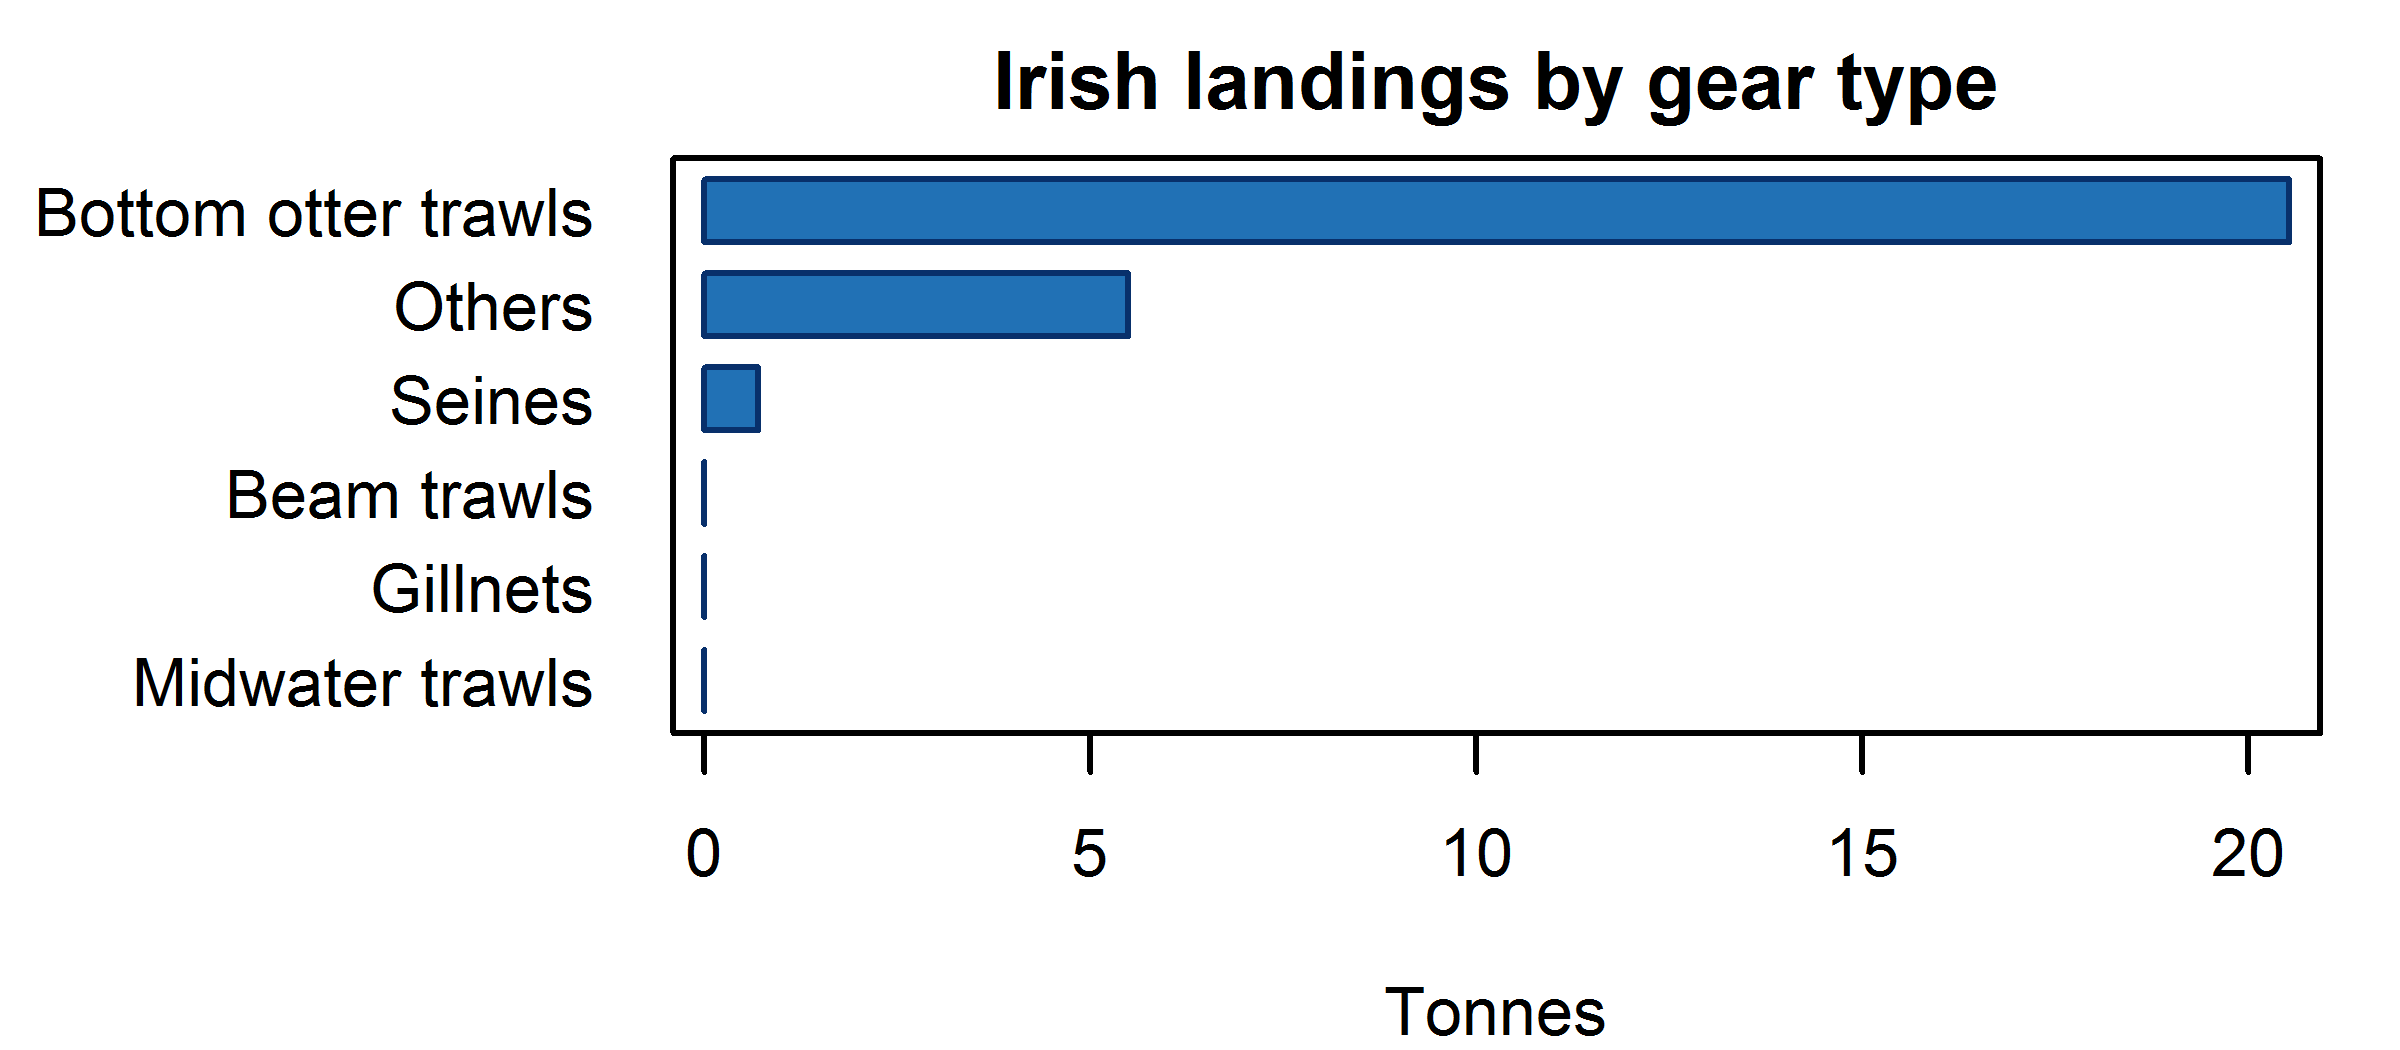 Irish landings by gear type
Bottom otter trawls
Others
Seines
Beam trawls
Gillnets
Midwater trawls
0 5 10 15 20
Tonnes